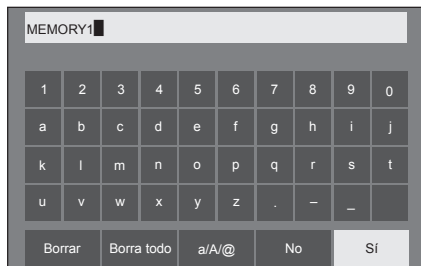 MEMORY1
1 2 3 4 5 6 7 8 9 0
a b c d e f g h i j
k l m n o p q r s t
u v w x y z . – _
Borrar Borra todo a/A/@ No Sí